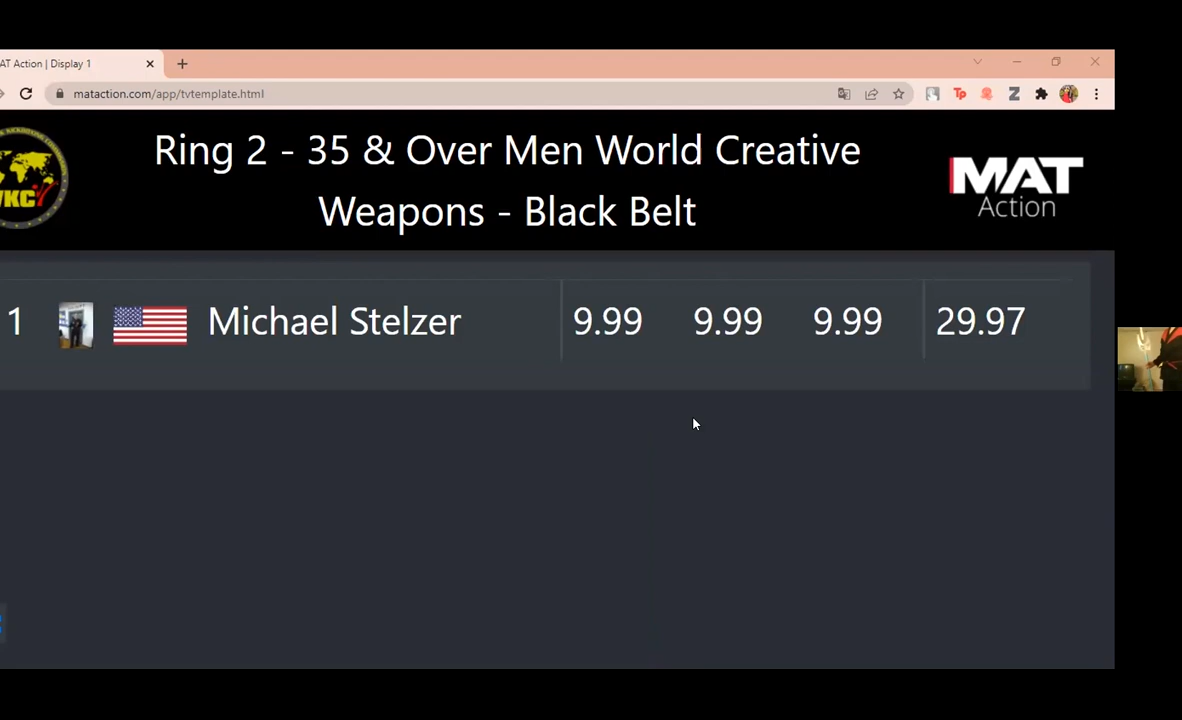 AT Action | Display 1
mataction.com/app/tvtemplate.html
Tp
Z
Ring 2 - 35 & Over Men World Creative
Weapons - Black Belt
MAT
Action
1 Michael Stelzer 9.99 9.99 9.99 29.97